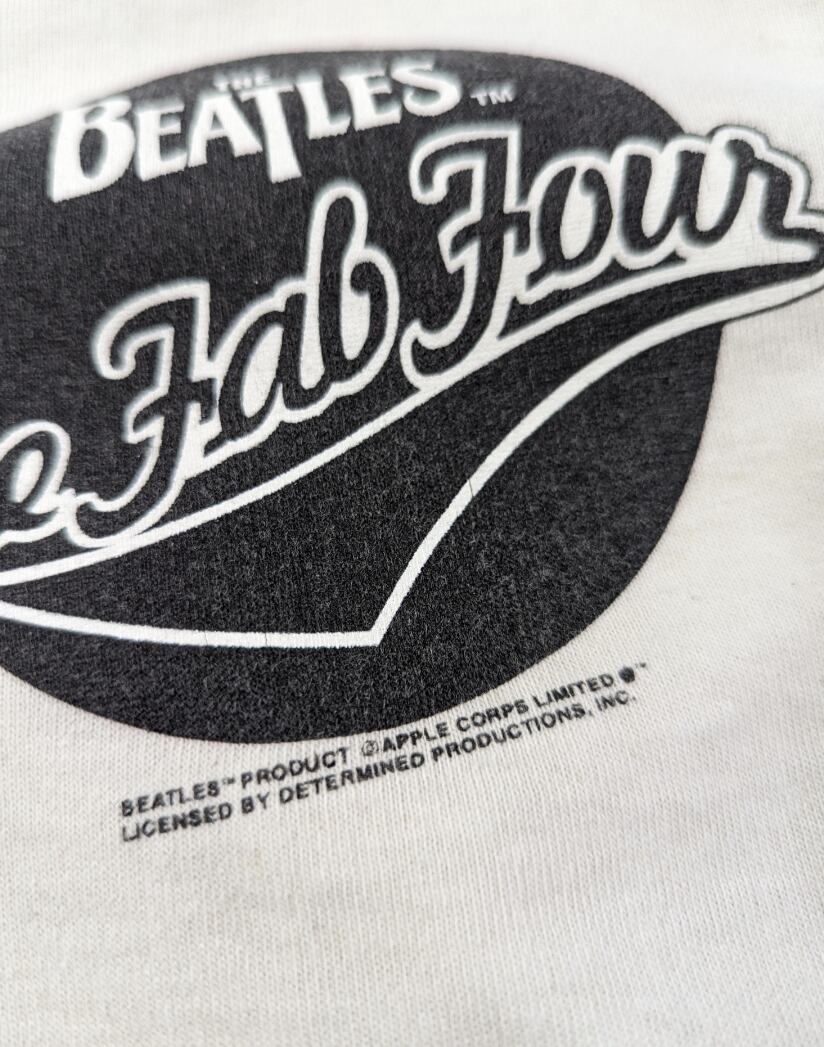 THE
BEATLES™
e Fab Four
BEATLES™ PRODUCT © APPLE CORPS LIMITED ™
LICENSED BY DETERMINED PRODUCTIONS, INC.